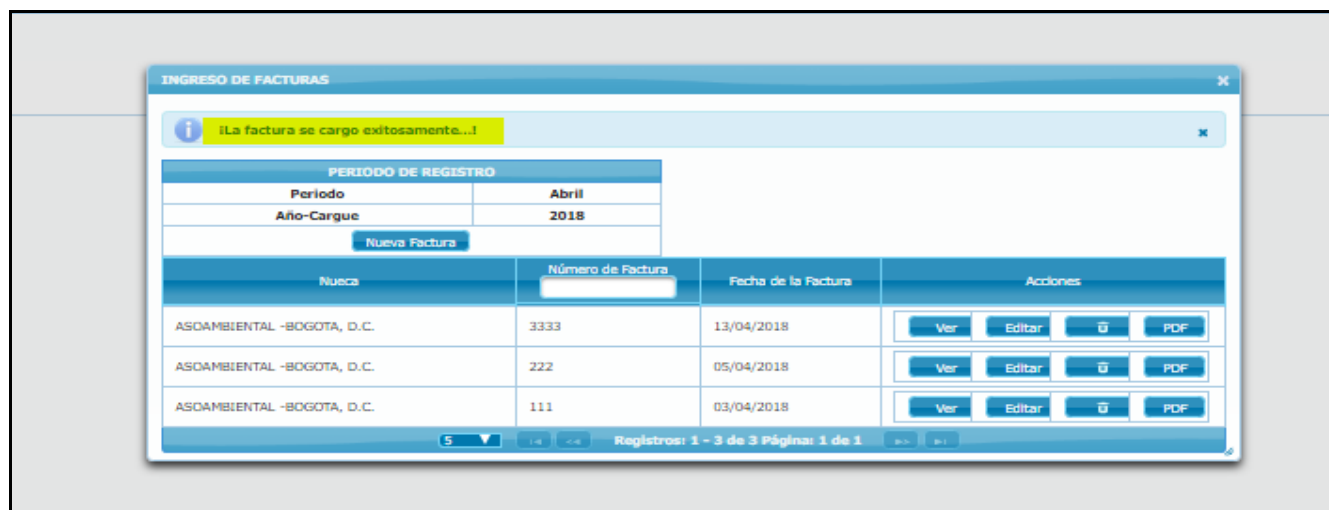 INGRESO DE FACTURAS
¡La factura se cargo exitosamente...!
PERIODO DE REGISTRO
Periodo Abril
Año-Cargue 2018
Nueva Factura
Nueca Número de Factura Fecha de la Factura Acciones
ASOAMBIENTAL -BOGOTA, D.C. 3333 13/04/2018 Ver Editar PDF
ASOAMBIENTAL -BOGOTA, D.C. 222 05/04/2018 Ver Editar PDF
ASOAMBIENTAL -BOGOTA, D.C. 111 03/04/2018 Ver Editar PDF
5 Registros: 1 - 3 de 3 Página: 1 de 1